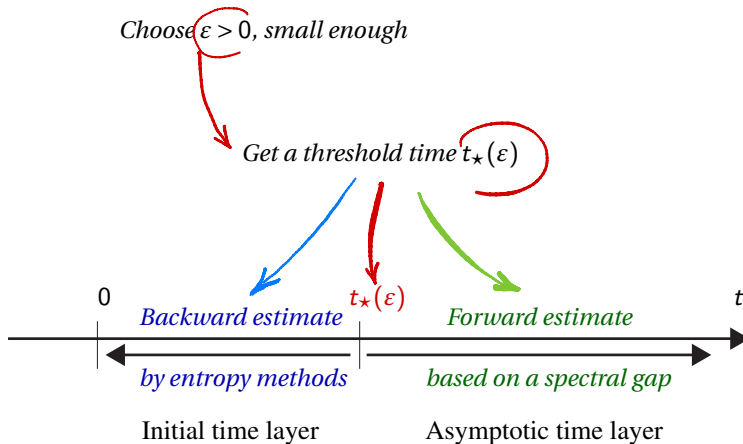 Choose ε > 0, small enough
Get a threshold time t⋆(ε)
0 t⋆(ε) t
Backward estimate Forward estimate
by entropy methods based on a spectral gap
Initial time layer Asymptotic time layer